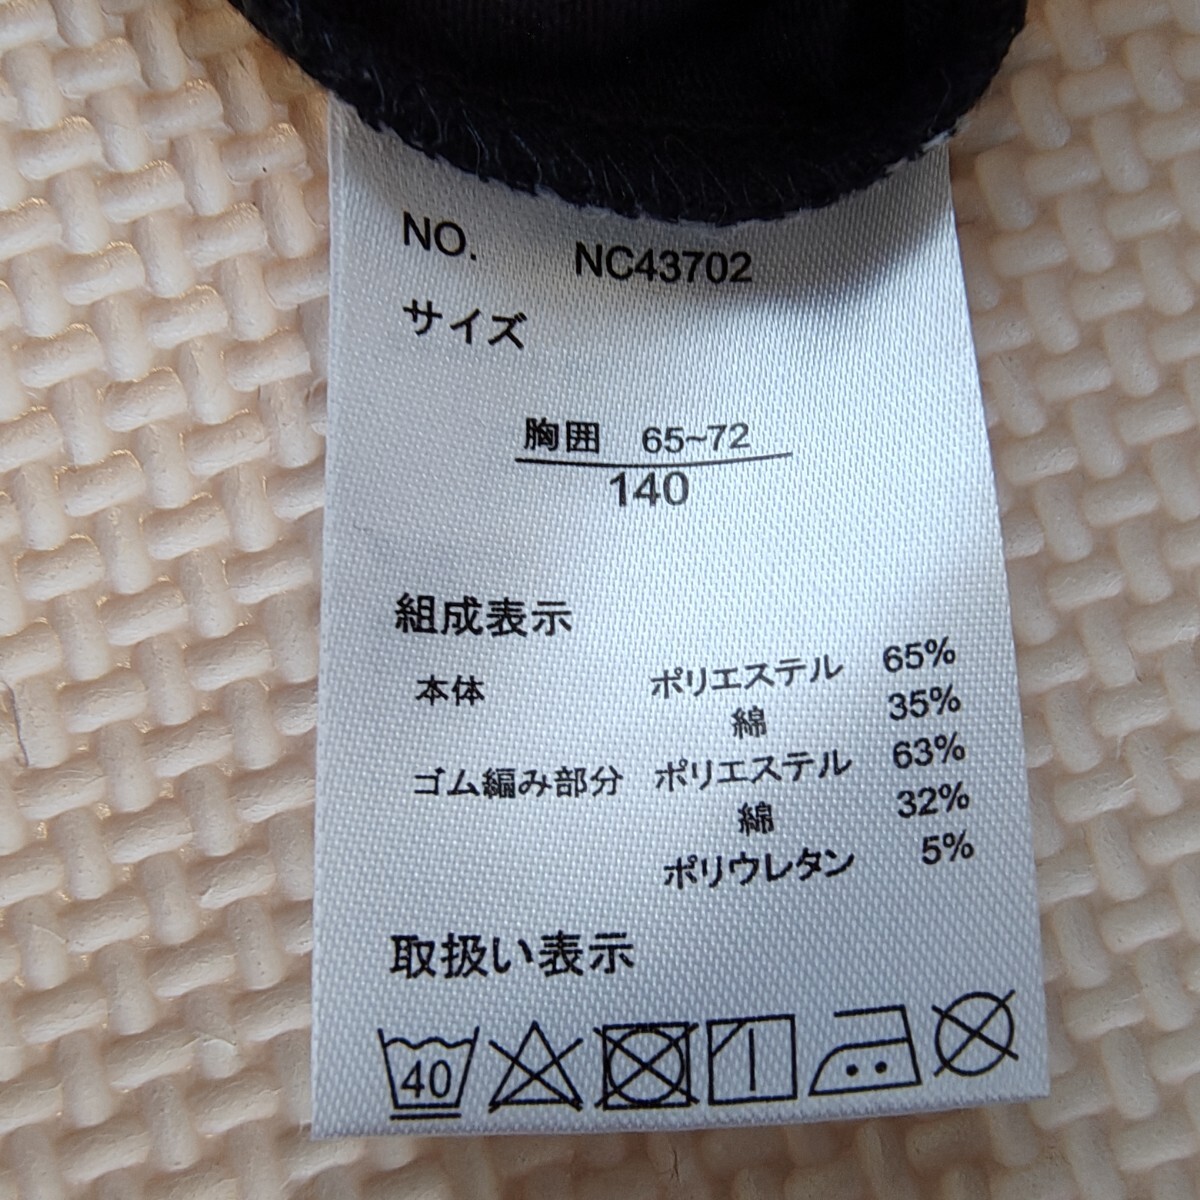 NO. NC43702
サイズ
胸囲 65~72
140
組成表示
本体 ポリエステル 65%
綿 35%
ゴム編み部分 ポリエステル 63%
綿 32%
ポリウレタン 5%
取扱い表示
40